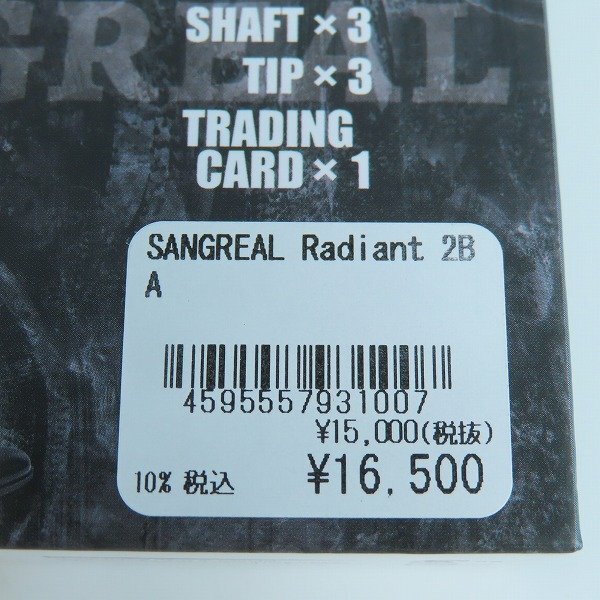 GREAL
SHAFT × 3
TIP × 3
TRADING
CARD × 1
SANGREAL Radiant 2B
A
4595557931007
¥15,000(税抜)
10% 税込 ¥16,500